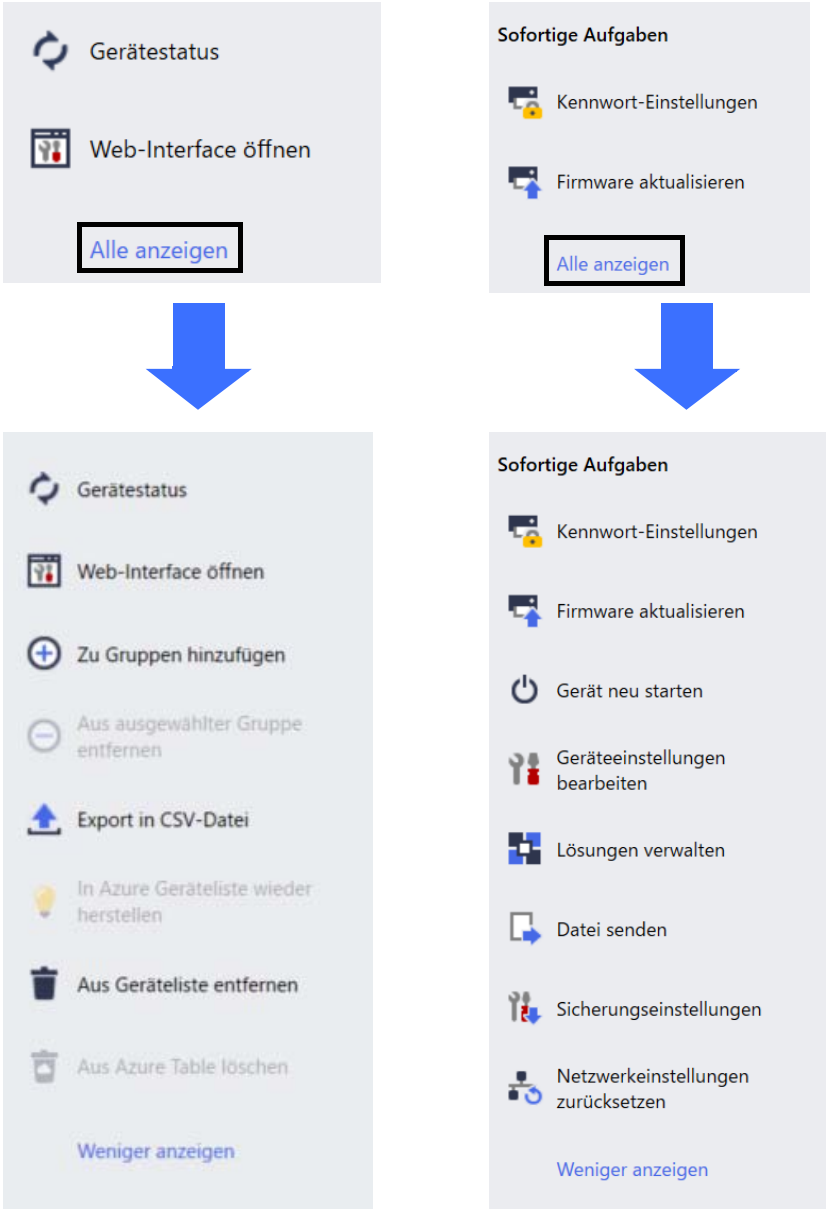 Gerätestatus
Web-Interface öffnen
Alle anzeigen
Sofortige Aufgaben
Kennwort-Einstellungen
Firmware aktualisieren
Alle anzeigen
Gerätestatus
Web-Interface öffnen
Zu Gruppen hinzufügen
Aus ausgewählter Gruppe
entfernen
Export in CSV-Datei
In Azure Geräteliste wieder
herstellen
Aus Geräteliste entfernen
Aus Azure Table löschen
Weniger anzeigen
Sofortige Aufgaben
Kennwort-Einstellungen
Firmware aktualisieren
Gerät neu starten
Geräteeinstellungen
bearbeiten
Lösungen verwalten
Datei senden
Sicherungseinstellungen
Netzwerkeinstellungen
zurücksetzen
Weniger anzeigen